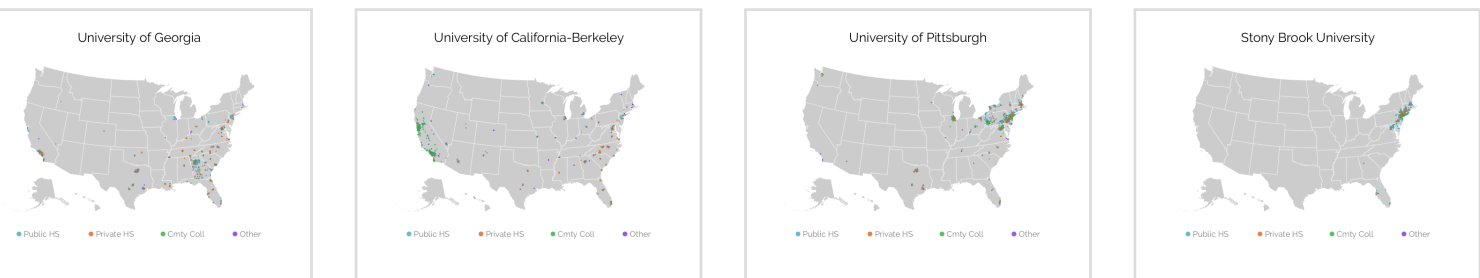 University of Georgia
Public HS Private HS Cmty Coll Other
University of California-Berkeley
Public HS Private HS Cmty Coll Other
University of Pittsburgh
Public HS Private HS Cmty Coll Other
Stony Brook University
Public HS Private HS Cmty Coll Other